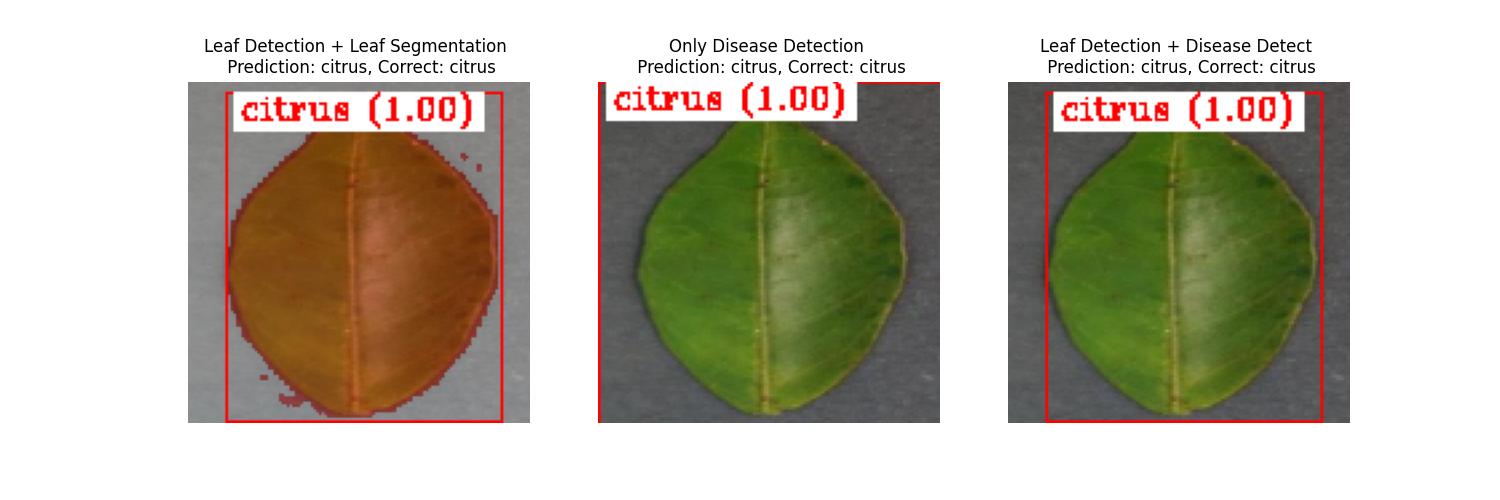 Leaf Detection + Leaf Segmentation
Prediction: citrus, Correct: citrus
citrus (1.00)
Only Disease Detection
Prediction: citrus, Correct: citrus
citrus (1.00)
Leaf Detection + Disease Detect
Prediction: citrus, Correct: citrus
citrus (1.00)